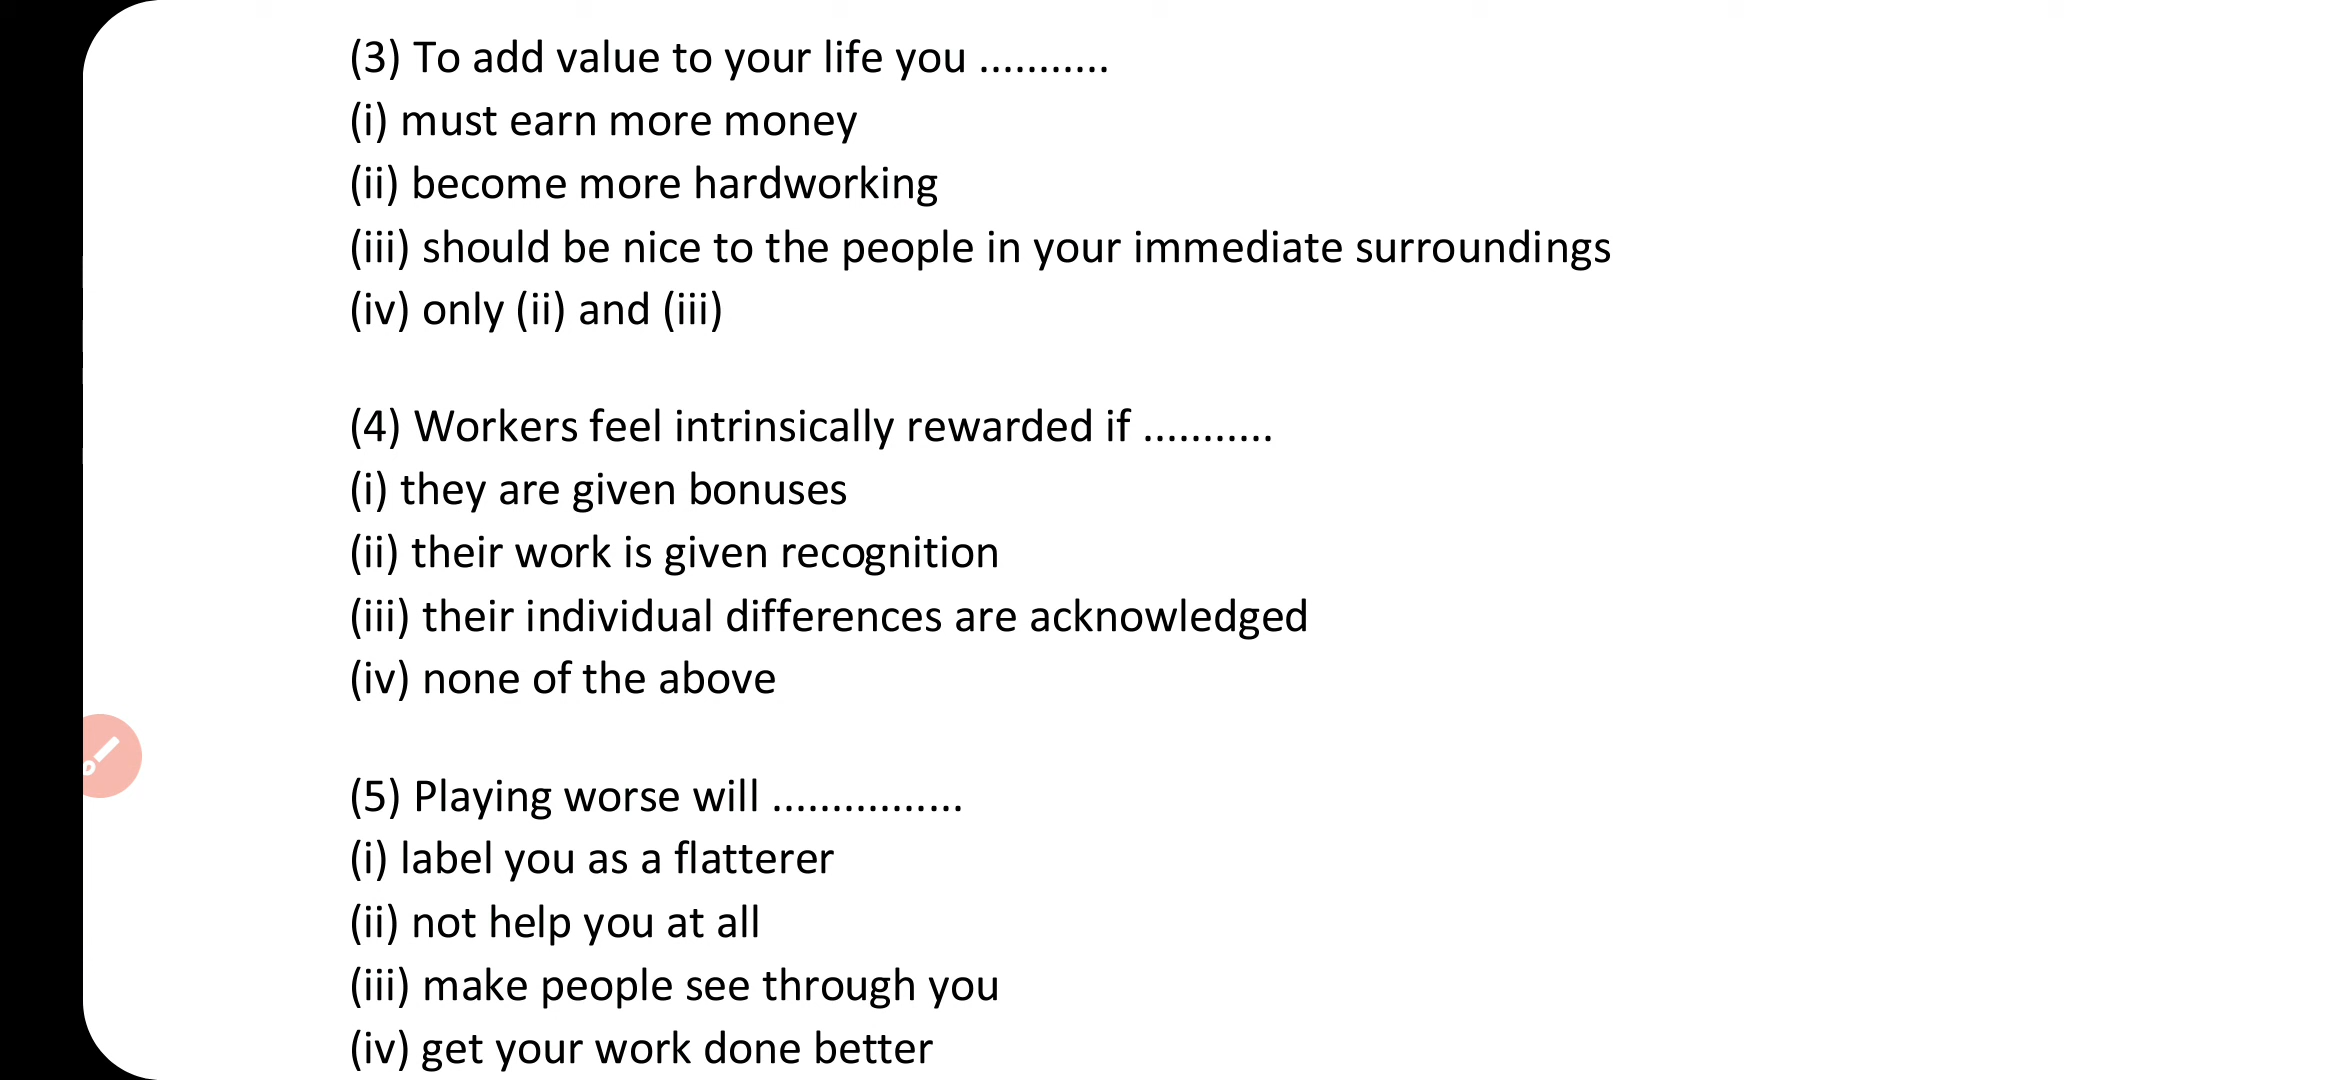 (3) To add value to your life you ...........
(i) must earn more money
(ii) become more hardworking
(iii) should be nice to the people in your immediate surroundings
(iv) only (ii) and (iii)
(4) Workers feel intrinsically rewarded if ...........
(i) they are given bonuses
(ii) their work is given recognition
(iii) their individual differences are acknowledged
(iv) none of the above
(5) Playing worse will ................
(i) label you as a flatterer
(ii) not help you at all
(iii) make people see through you
(iv) get your work done better